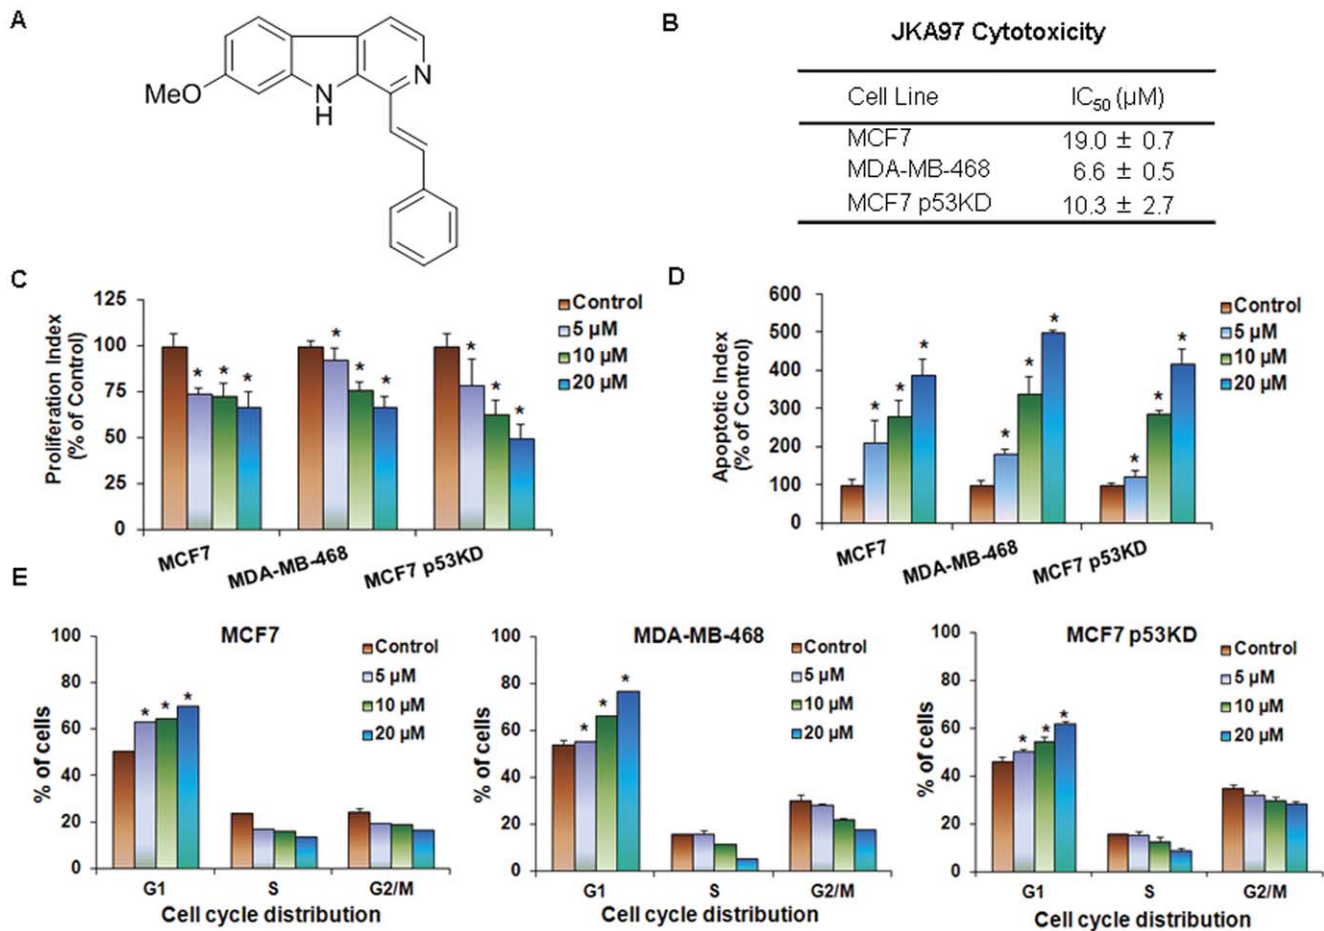 A
MeO
N
H
N
B
JKA97 Cytotoxicity
Cell Line IC50 (µM)
MCF7 19.0 ± 0.7
MDA-MB-468 6.6 ± 0.5
MCF7 p53KD 10.3 ± 2.7
C
Proliferation Index
(% of Control)
125
100
75
50
25
0
* * *
* * *
* * *
MCF7
MDA-MB-468
MCF7 p53KD
Control
5 µM
10 µM
20 µM
D
Apoptotic Index
(% of Control)
600
500
400
300
200
100
0
* * *
* * *
* * *
MCF7
MDA-MB-468
MCF7 p53KD
Control
5 µM
10 µM
20 µM
E
MCF7
% of cells
100
80
60
40
20
0
* * *
G1 S G2/M
Cell cycle distribution
Control
5 µM
10 µM
20 µM
MDA-MB-468
% of cells
100
80
60
40
20
0
* * *
G1 S G2/M
Cell cycle distribution
Control
5 µM
10 µM
20 µM
MCF7 p53KD
% of cells
100
80
60
40
20
0
* * *
G1 S G2/M
Cell cycle distribution
Control
5 µM
10 µM
20 µM